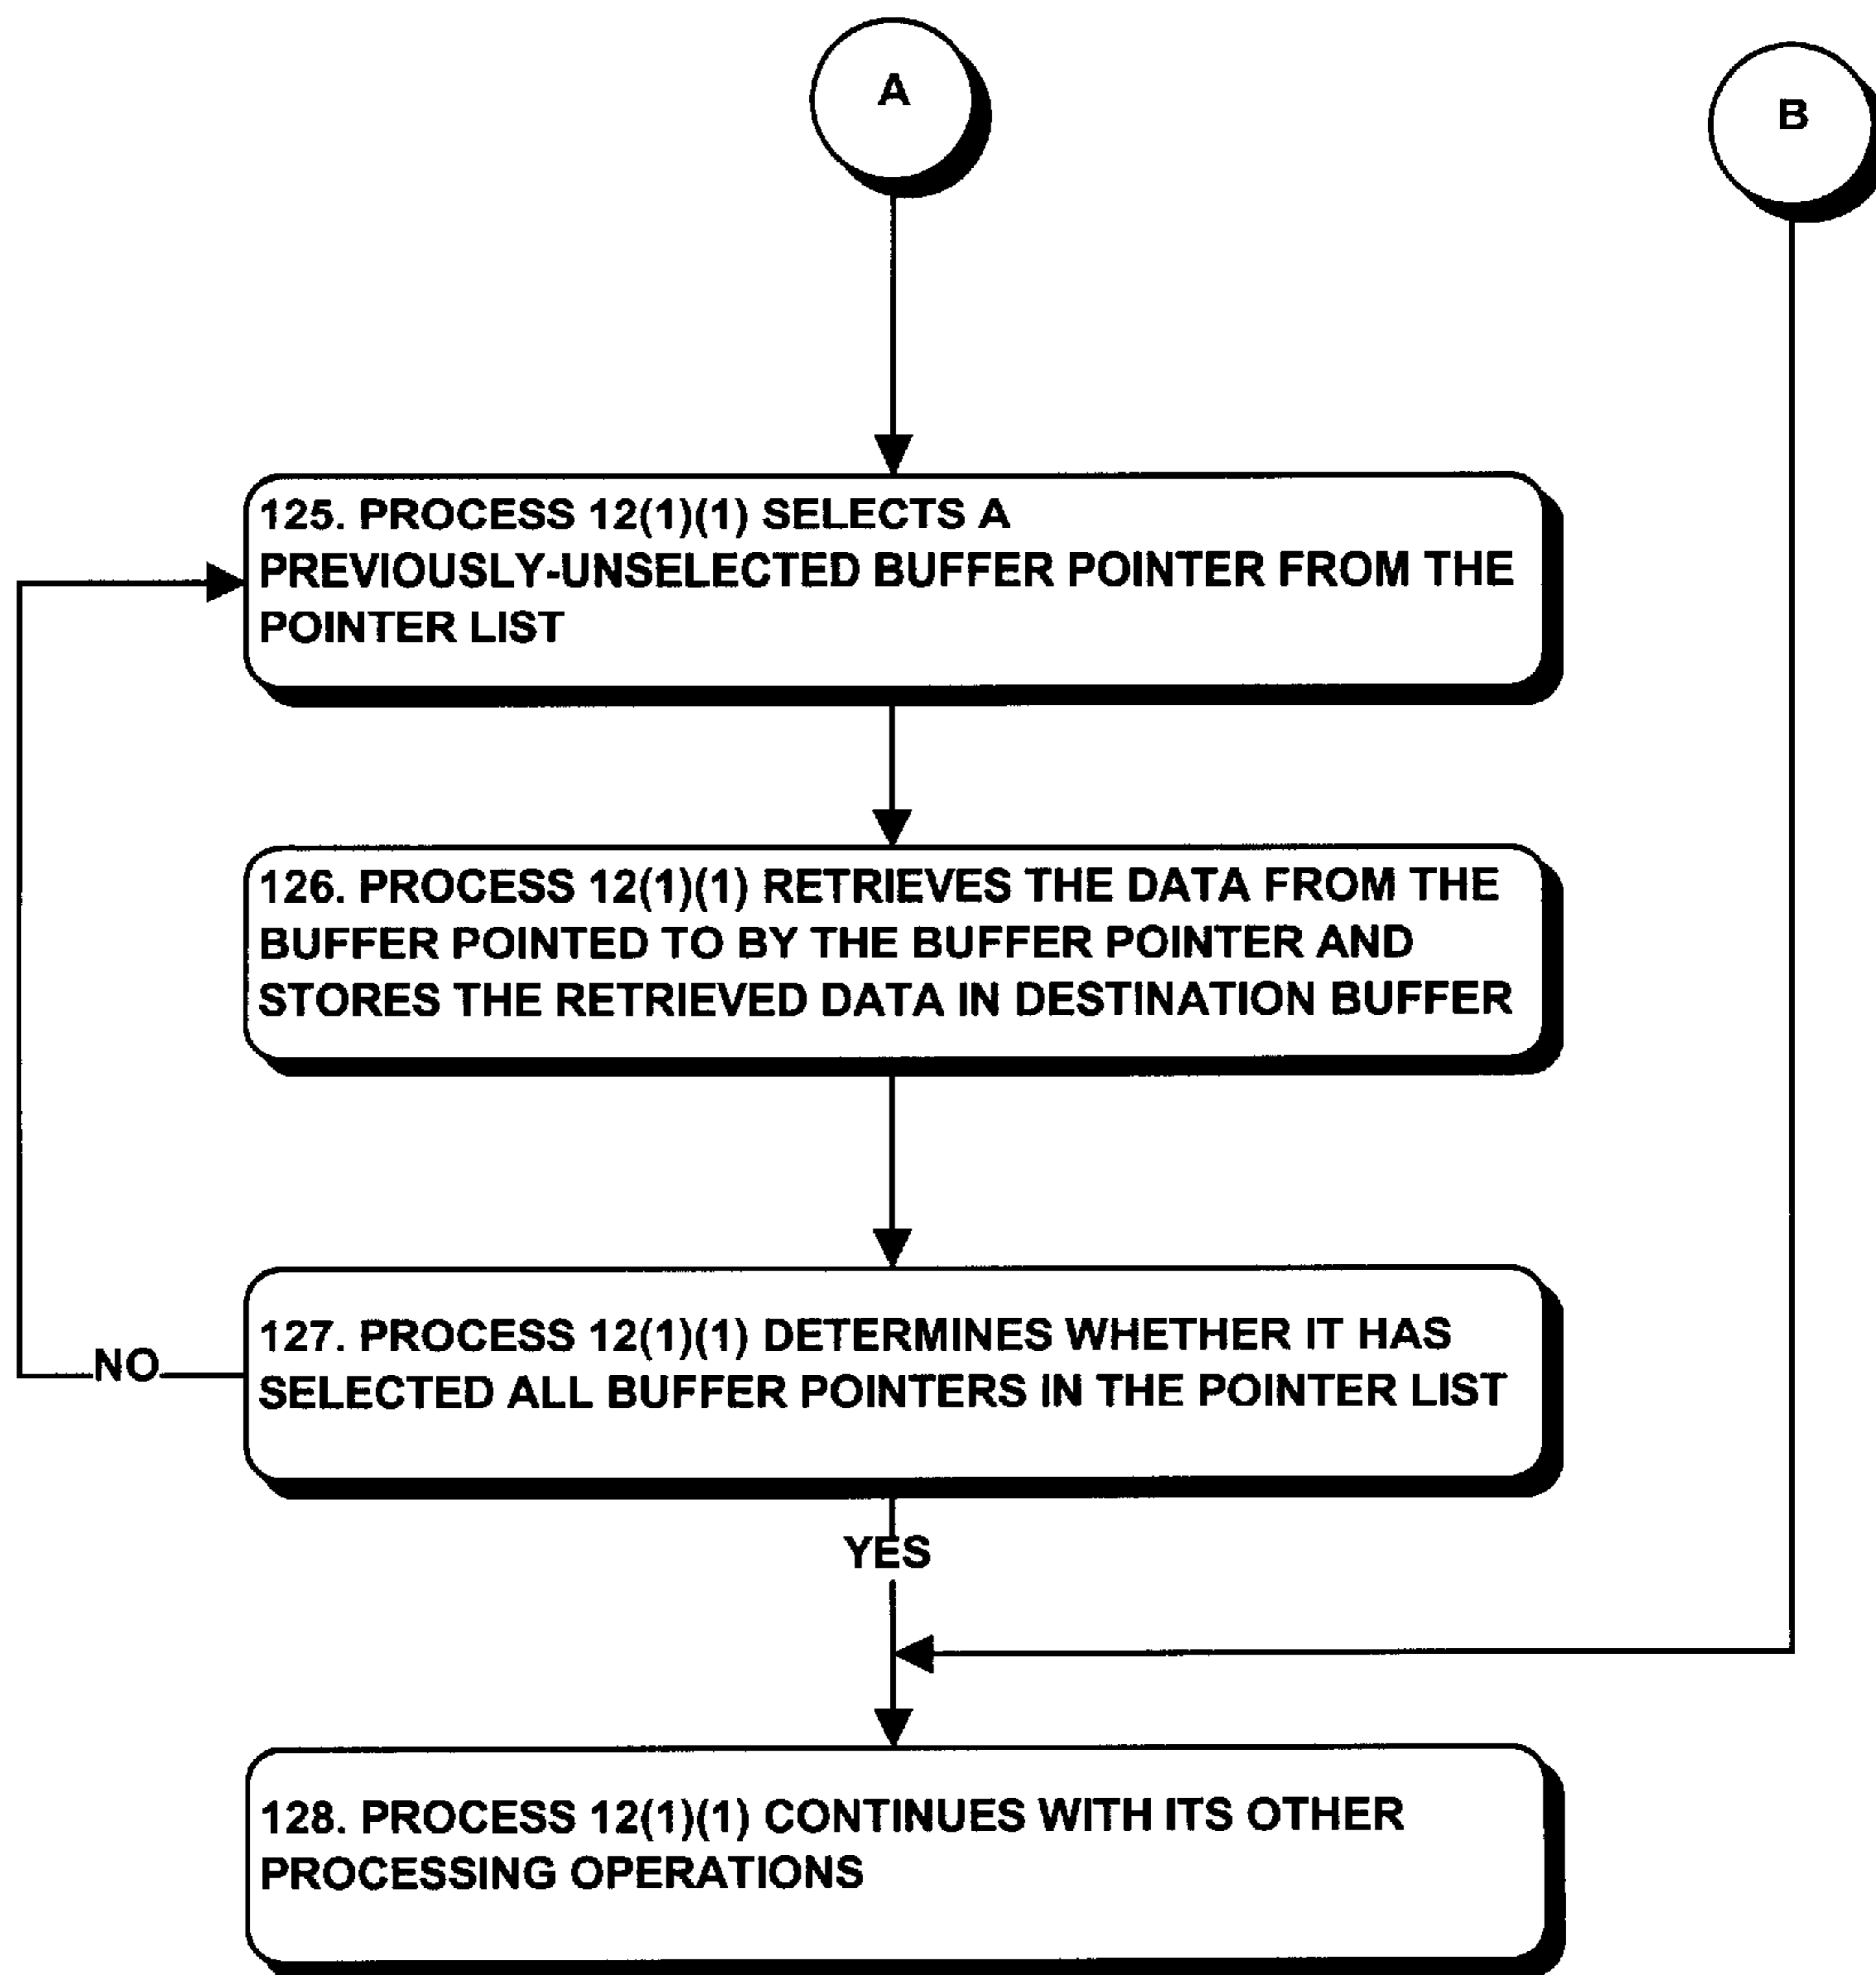 A
B
125. PROCESS 12(1)(1) SELECTS A
PREVIOUSLY-UNSELECTED BUFFER POINTER FROM THE
POINTER LIST
126. PROCESS 12(1)(1) RETRIEVES THE DATA FROM THE
BUFFER POINTED TO BY THE BUFFER POINTER AND
STORES THE RETRIEVED DATA IN DESTINATION BUFFER
127. PROCESS 12(1)(1) DETERMINES WHETHER IT HAS
SELECTED ALL BUFFER POINTERS IN THE POINTER LIST
NO
YES
128. PROCESS 12(1)(1) CONTINUES WITH ITS OTHER
PROCESSING OPERATIONS